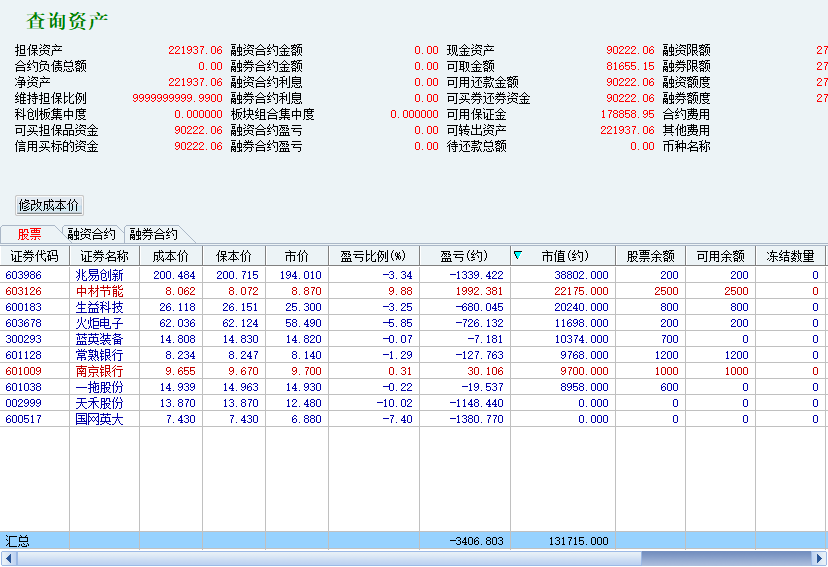 查询资产
担保资产 221937.06 融资合约金额 0.00 现金资产 90222.06 融资限额 27
合约负债总额 0.00 融券合约金额 0.00 可取金额 81655.15 融券限额 27
净资产 221937.06 融资合约利息 0.00 可用还款金额 90222.06 融资额度 27
维持担保比例 9999999999.9900 融券合约利息 0.00 可买券还券资金 90222.06 融券额度 27
科创板集中度 0.000000 板块组合集中度 0.000000 可用保证金 178858.95 合约费用
可买担保品资金 90222.06 融资合约盈亏 0.00 可转出资产 221937.06 其他费用
信用买标的资金 90222.06 融券合约盈亏 0.00 待还款总额 0.00 币种名称
修改成本价
股票 融资合约 融券合约
证券代码 证券名称 成本价 保本价 市价 盈亏比例(%) 盈亏(约) 市值(约) 股票余额 可用余额 冻结数量
603986 兆易创新 200.484 200.715 194.010 -3.34 -1339.422 38802.000 200 200 0
603126 中材节能 8.062 8.072 8.870 9.88 1992.381 22175.000 2500 2500 0
600183 生益科技 26.118 26.151 25.300 -3.25 -680.045 20240.000 800 800 0
603678 火炬电子 62.036 62.124 58.490 -5.85 -726.132 11698.000 200 200 0
300293 蓝英装备 14.808 14.830 14.820 -0.07 -7.181 10374.000 700 0 0
601128 常熟银行 8.234 8.247 8.140 -1.29 -127.763 9768.000 1200 1200 0
601009 南京银行 9.655 9.670 9.700 0.31 30.106 9700.000 1000 1000 0
601038 一拖股份 14.939 14.963 14.930 -0.22 -19.537 8958.000 600 0 0
002999 天禾股份 13.870 13.870 12.480 -10.02 -1148.440 0.000 0 0 0
600517 国网英大 7.430 7.430 6.880 -7.40 -1380.770 0.000 0 0 0
汇总 -3406.803 131715.000